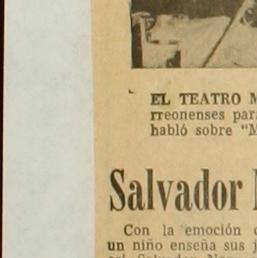 EL TEATRO
rreonenses par
habló sobre "M
Salvador
Con la emoción
un niño enseña sus